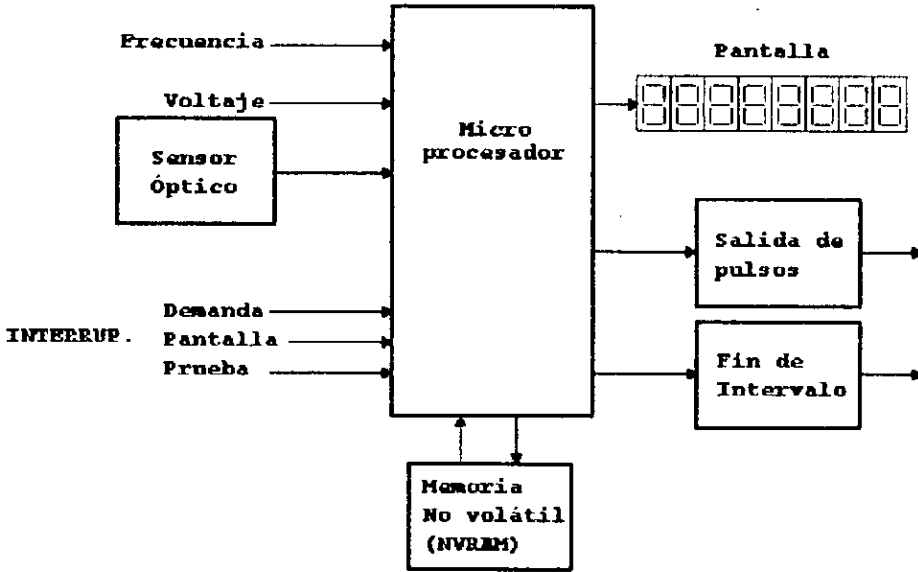 Frecuencia
Voltaje
Sensor
Óptico
INTERRUP.
Demanda
Pantalla
Prueba
Micro
procesador
Pantalla
Salida de
pulsos
Fin de
Intervalo
Memoria
No volátil
(NVRAM)